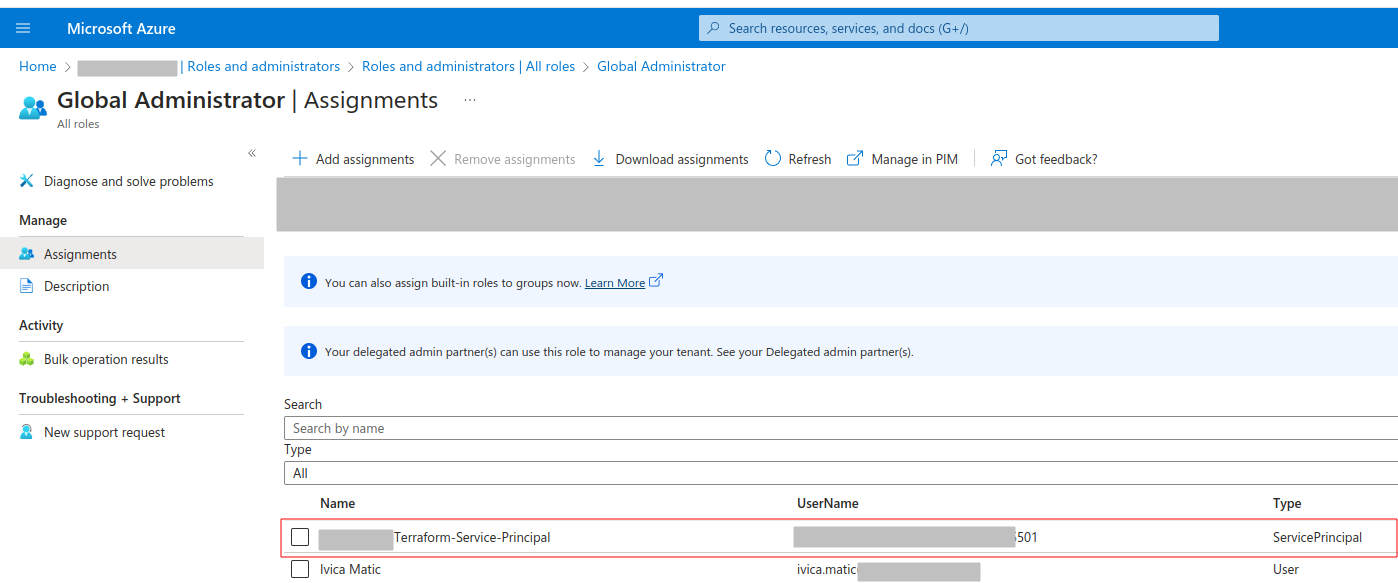 Microsoft Azure
Search resources, services, and docs (G+/)
Home > | Roles and administrators > Roles and administrators | All roles > Global Administrator
Global Administrator | Assignments ...
All roles
«
Add assignments Remove assignments Download assignments Refresh Manage in PIM Got feedback?
Diagnose and solve problems
Manage
Assignments
Description
Activity
Bulk operation results
Troubleshooting + Support
New support request
You can also assign built-in roles to groups now. Learn More
Your delegated admin partner(s) can use this role to manage your tenant. See your Delegated admin partner(s).
Search
Search by name
Type
All
Name UserName Type
Terraform-Service-Principal 501 ServicePrincipal
Ivica Matic ivica.matic User